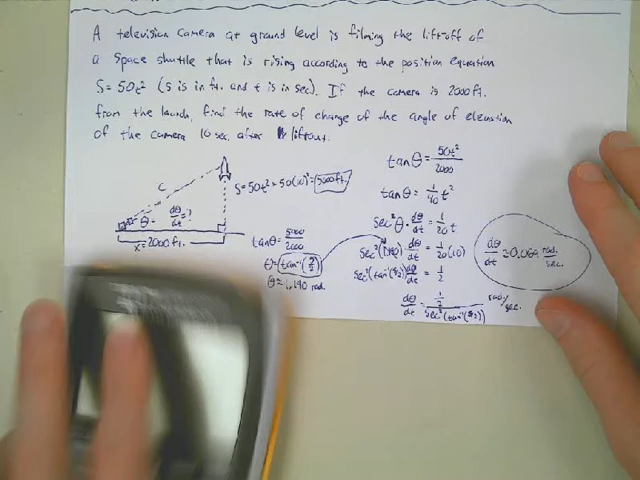 A television camera at ground level is filming the liftoff of
a space shuttle that is rising according to the position equation
S=50t² (s is in ft. and t is in sec). If the camera is 2000 ft.
from the launch, find the rate of change of the angle of elevation
of the camera 10 sec. after liftout.
C
S=50t²=50(10)²=5000ft
θ
dθ/dt=?
x=2000 ft.
tanθ=5000/2000
θ=tan⁻¹(5/2)
θ=1.190 rad.
tanθ=50t²/2000
tanθ=1/40 t²
sec²θ·dθ/dt=1/20 t
sec²(1.190) dθ/dt=1/20(10)
sec²(tan⁻¹(5/2))dθ/dt=1/2
dθ/dt=1/2/sec²(tan⁻¹(5/2)) rad/sec.
dθ/dt≈0.069 rad./sec.